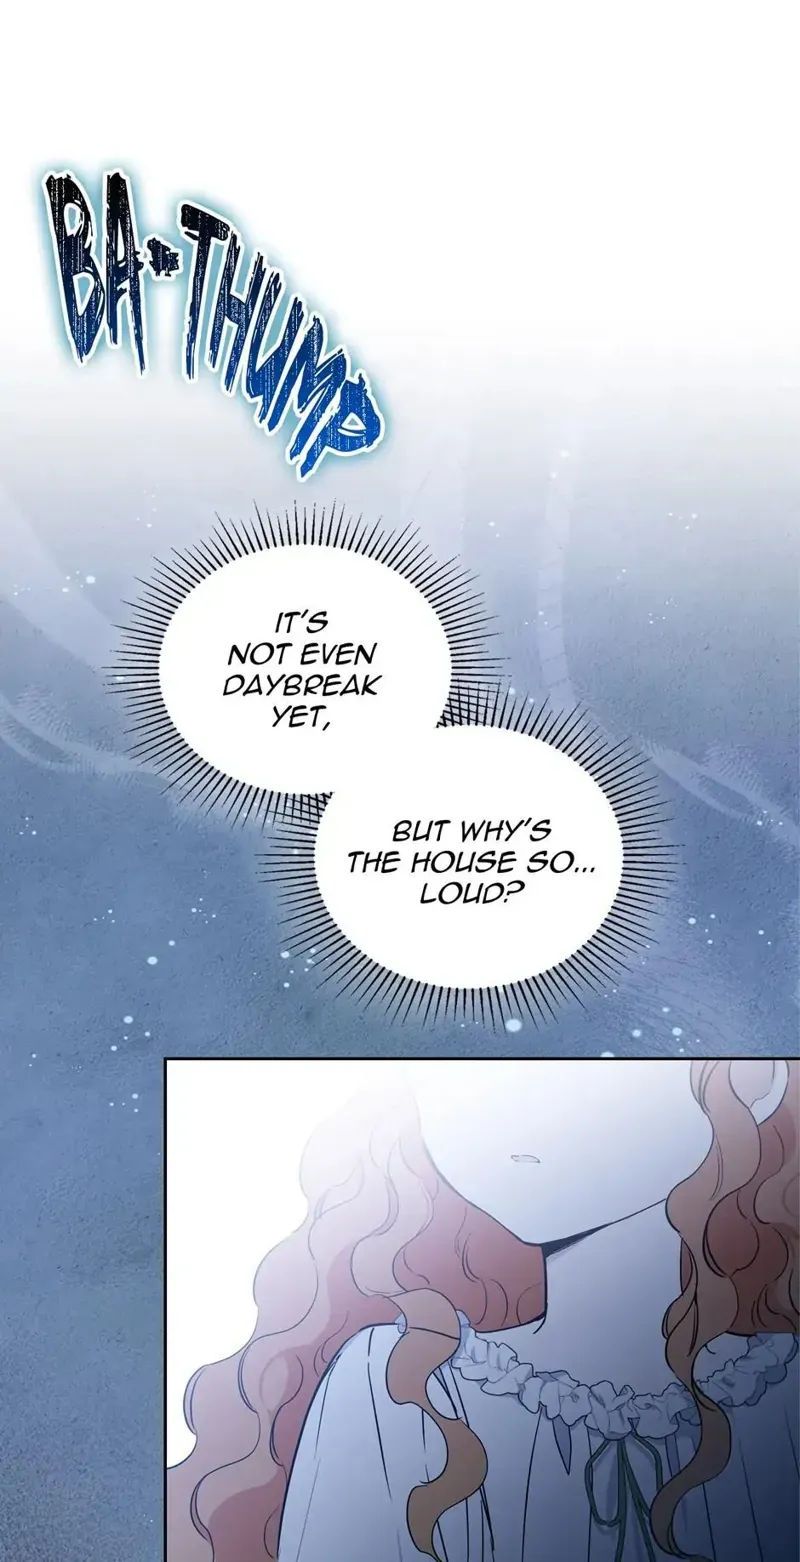 BA-THUMP
IT'S
NOT EVEN
DAYBREAK
YET,
BUT WHY'S
THE HOUSE SO...
LOUD?